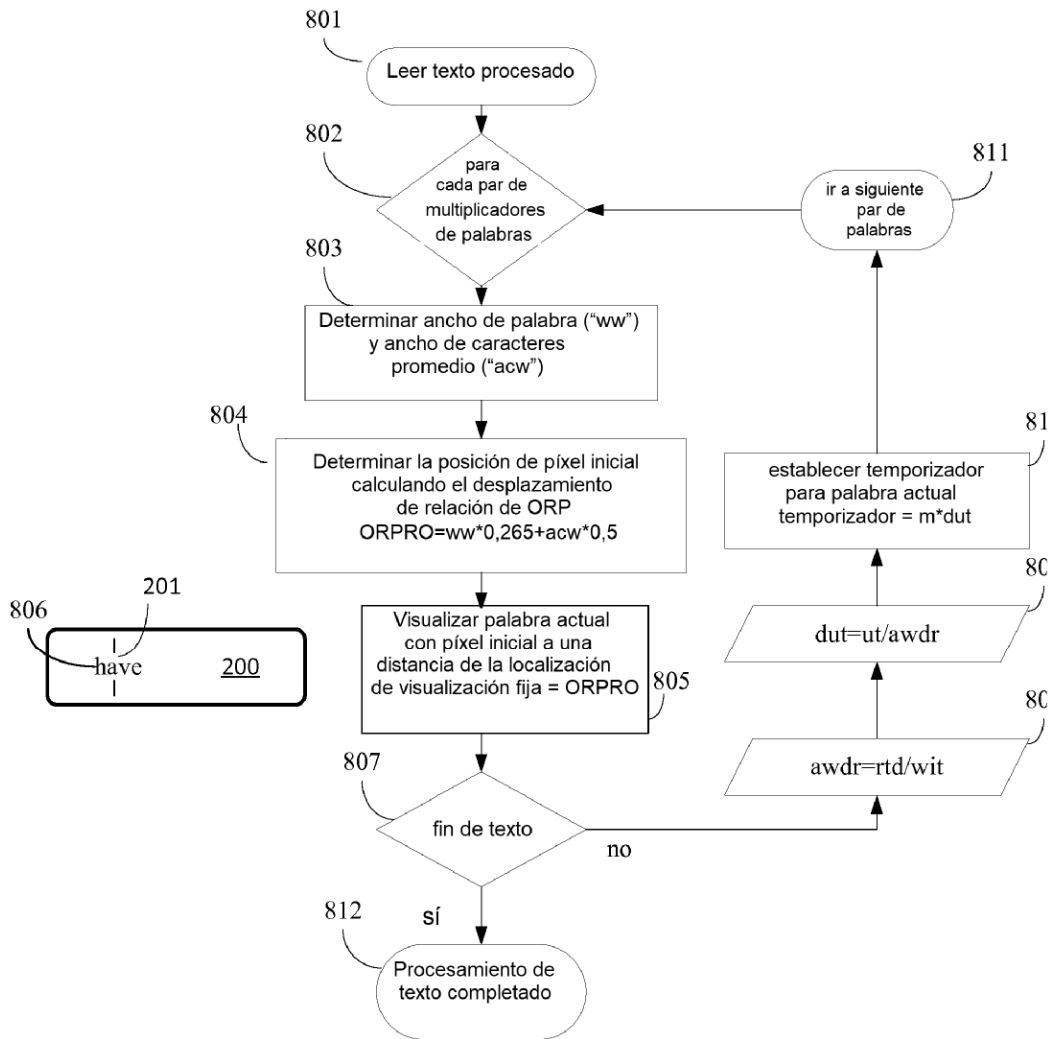 801
Leer texto procesado
802
para
cada par de
multiplicadores
de palabras
811
ir a siguiente
par de
palabras
803
Determinar ancho de palabra (“ww”)
y ancho de caracteres
promedio (“acw”)
804
Determinar la posición de píxel inicial
calculando el desplazamiento
de relación de ORP
ORPRO=ww*0,265+acw*0,5
81
establecer temporizador
para palabra actual
temporizador = m*dut
806
201
have
200
Visualizar palabra actual
con píxel inicial a una
distancia de la localización
de visualización fija = ORPRO
805
80
dut=ut/awdr
80
awdr=rtd/wit
807
fin de texto
no
sí
812
Procesamiento de
texto completado